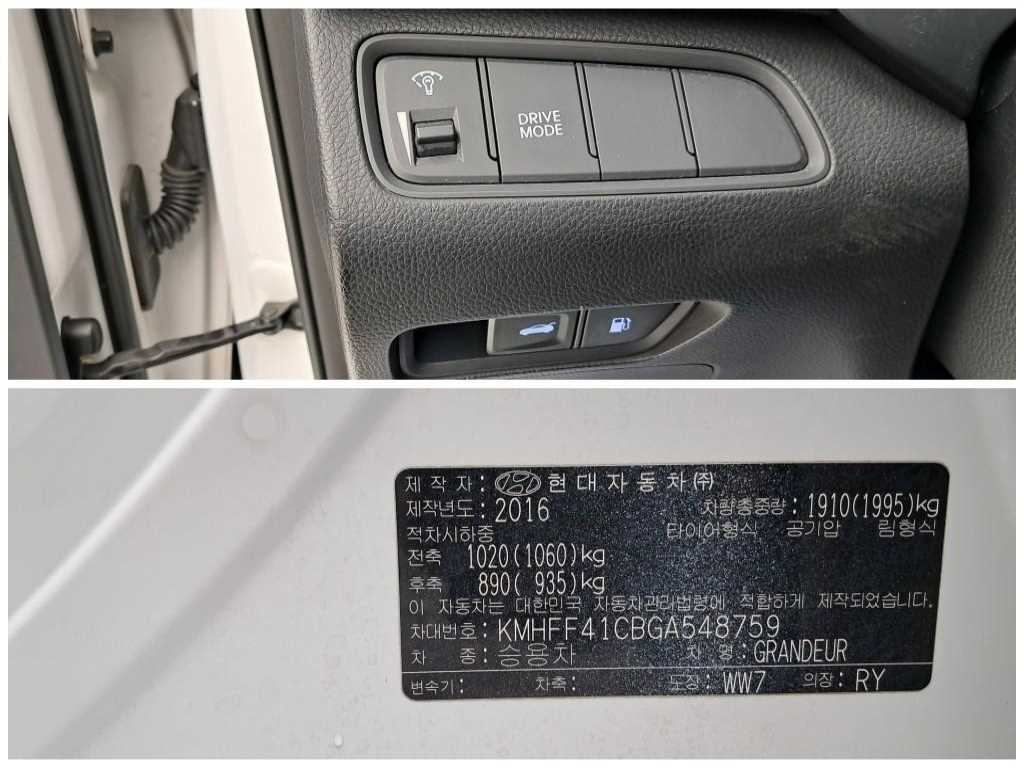 DRIVE
MODE
제 작 자 : 현대자동차㈜
제작년도 : 2016 차량총중량 : 1910(1995)kg
적차시하중 타이어형식 공기압 림형식
전축 1020(1060)kg
후축 890( 935)kg
이 자동차는 대한민국 자동차관리법령에 적합하게 제작되었습니다.
차대번호 : KMHFF41CBGA548759
차 종 : 승용차 차 명 : GRANDEUR
변속기 : 차축 : 도장 : WW7 의장 : RY